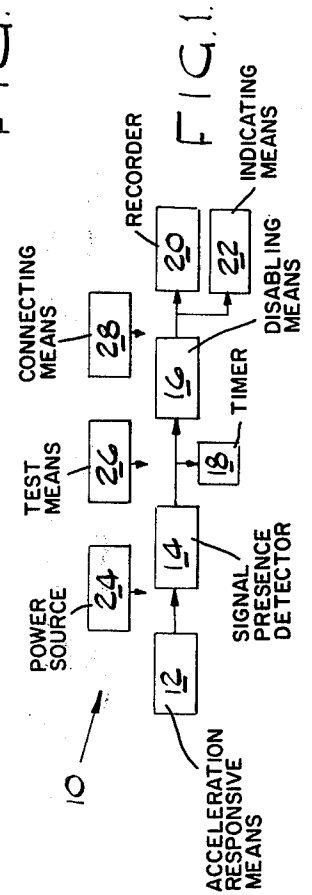 FIG.
FIG.1.
10
POWER
SOURCE
24
TEST
MEANS
26
CONNECTING
MEANS
28
RECORDER
20
INDICATING
MEANS
22
12
ACCELERATION
RESPONSIVE
MEANS
14
SIGNAL
PRESENCE
DETECTOR
18
TIMER
16
DISABLING
MEANS